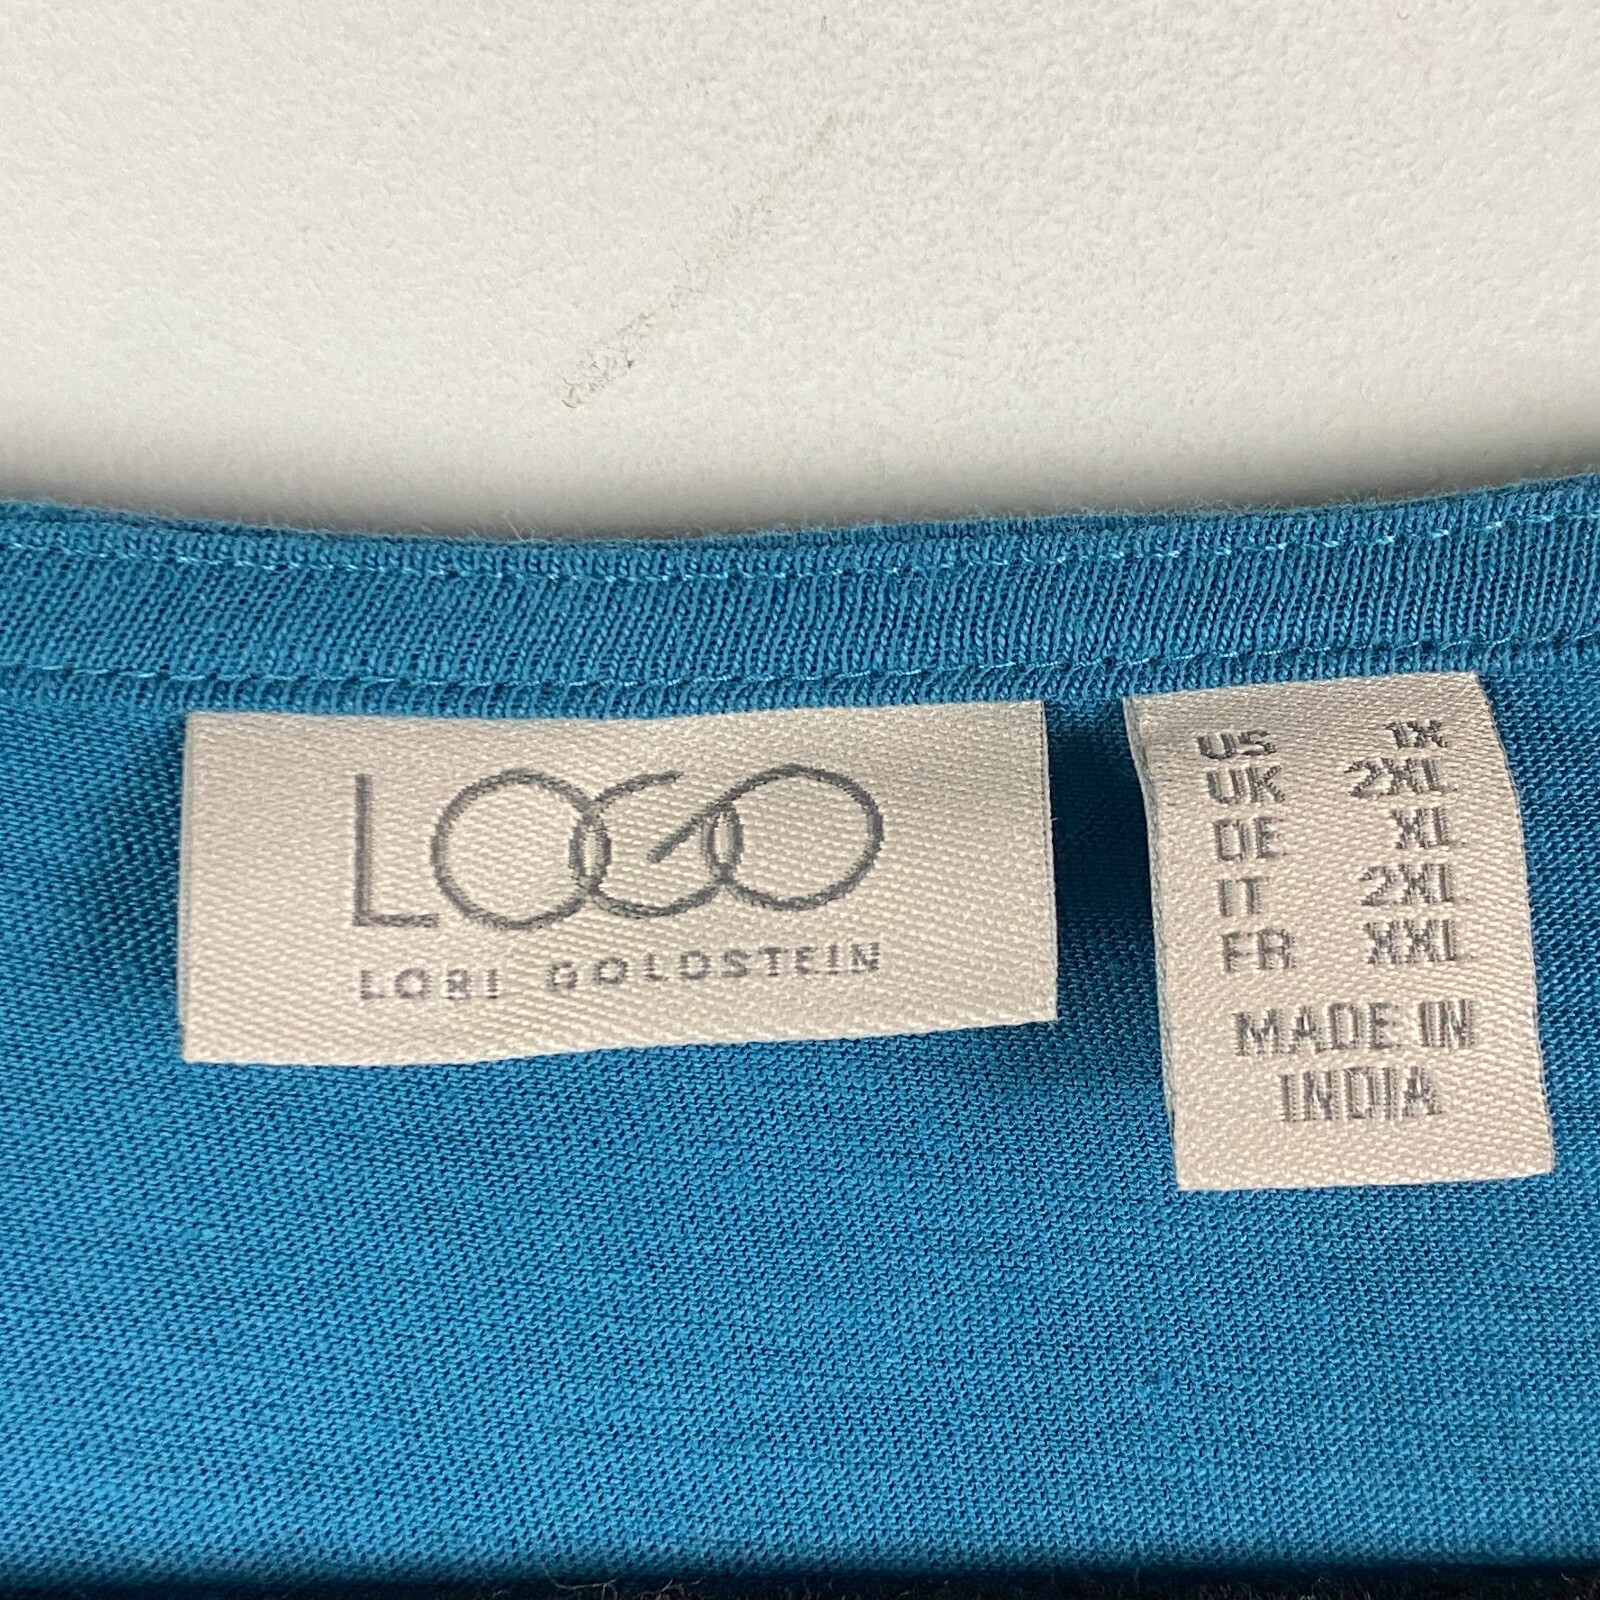 LOGO
LORI GOLDSTEIN
US 1X
UK 2XL
DE XL
IT 2XL
FR XXL
MADE IN
INDIA